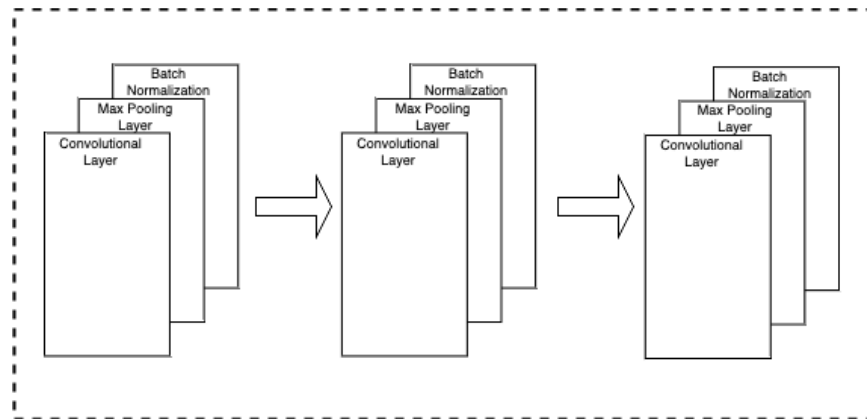 Batch
Normalization
Max Pooling
Layer
Convolutional
Layer
Batch
Normalization
Max Pooling
Layer
Convolutional
Layer
Batch
Normalization
Max Pooling
Layer
Convolutional
Layer